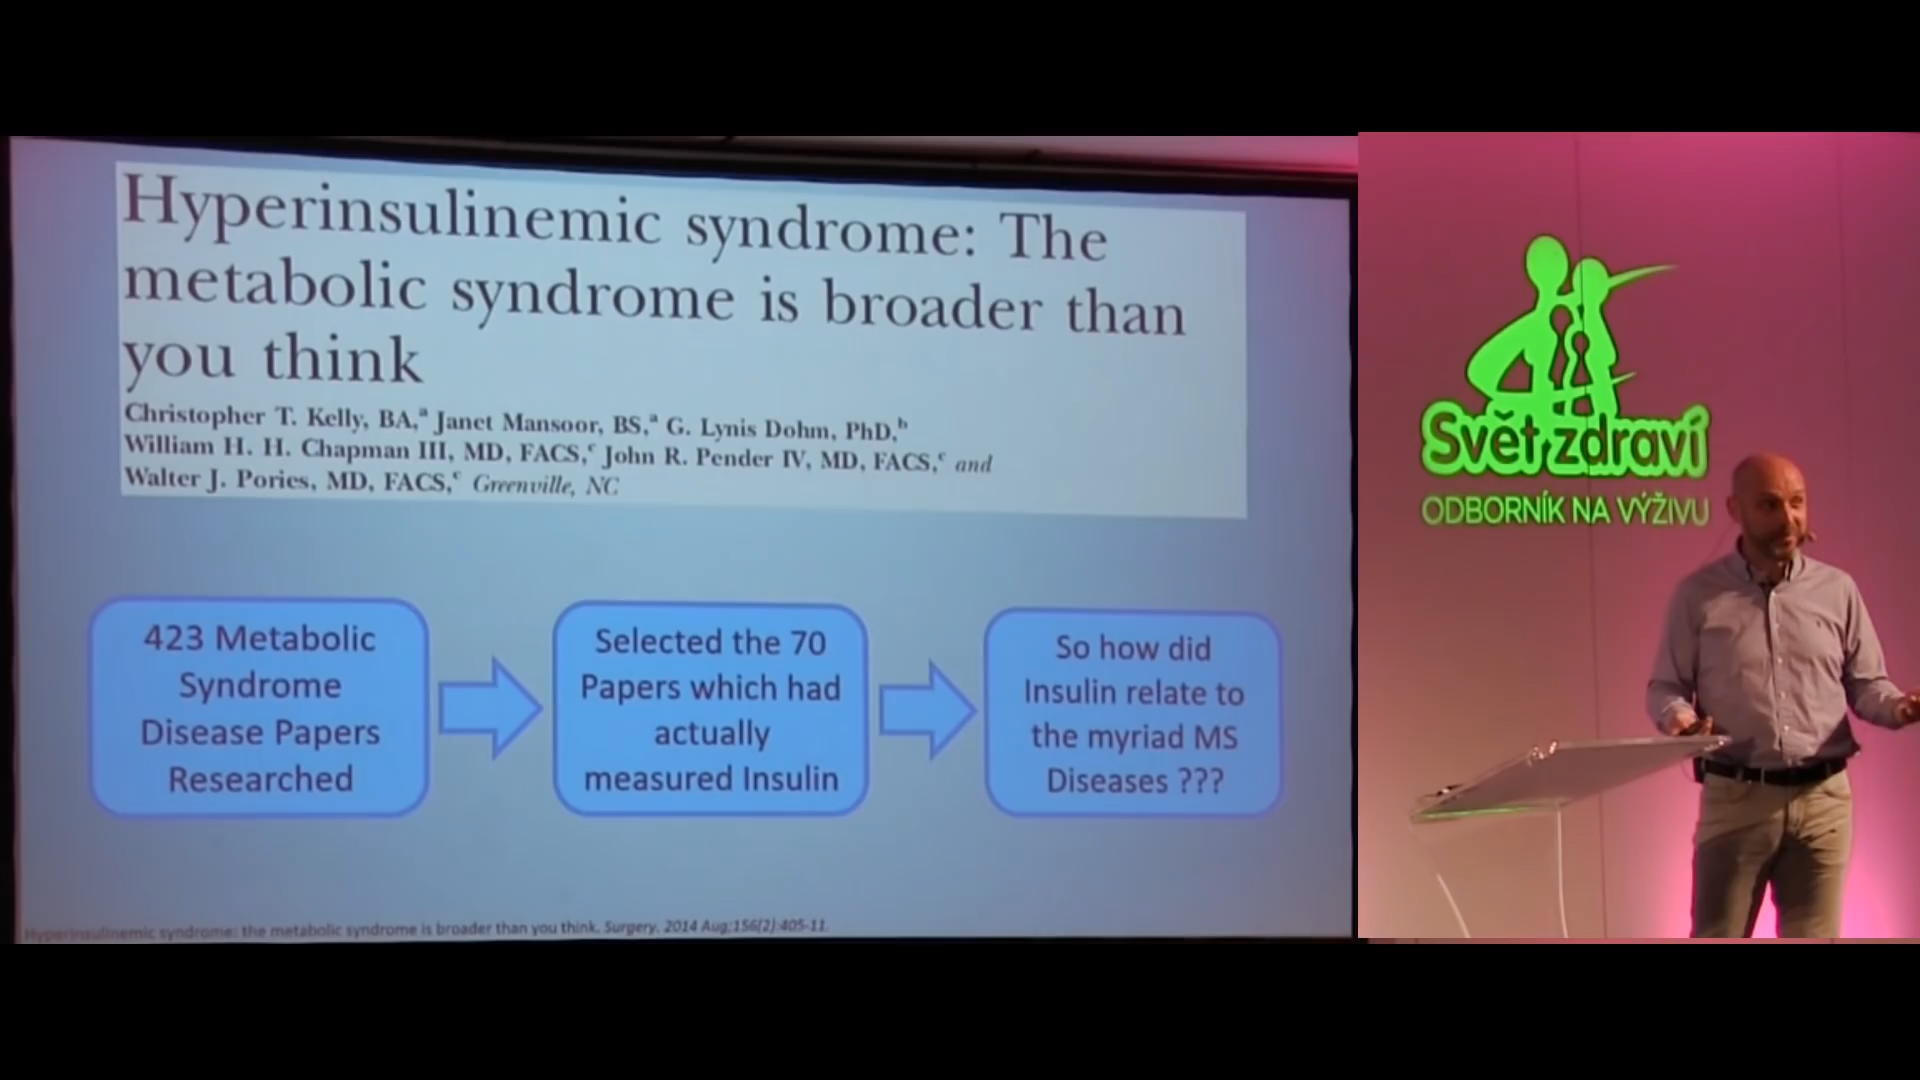 Hyperinsulinemic syndrome: The
metabolic syndrome is broader than
you think
Christopher T. Kelly, BA,ᵃ Janet Mansoor, BS,ᵃ G. Lynis Dohm, PhD,ᵇ
William H. H. Chapman III, MD, FACS,ᶜ John R. Pender IV, MD, FACS,ᶜ and
Walter J. Pories, MD, FACS,ᶜ Greenville, NC
423 Metabolic
Syndrome
Disease Papers
Researched
Selected the 70
Papers which had
actually
measured Insulin
So how did
Insulin relate to
the myriad MS
Diseases ???
Hyperinsulinemic syndrome: the metabolic syndrome is broader than you think. Surgery. 2014 Aug;156(2):405-11.
Svět zdraví
ODBORNÍK NA VÝŽIVU